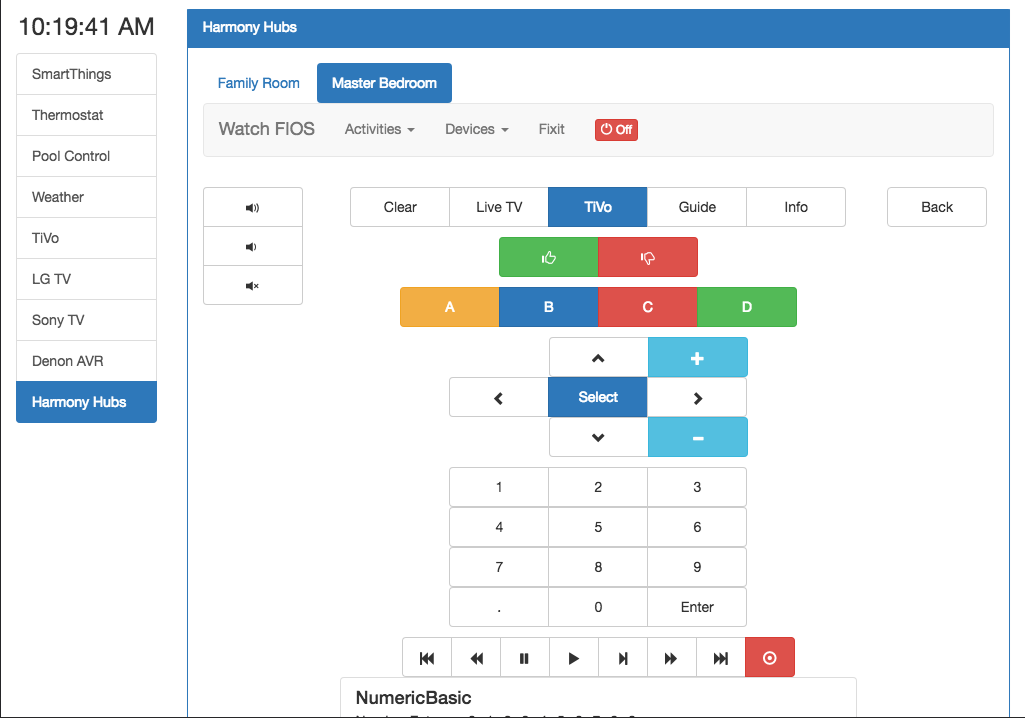 10:19:41 AM
SmartThings
Thermostat
Pool Control
Weather
TiVo
LG TV
Sony TV
Denon AVR
Harmony Hubs
Harmony Hubs
Family Room Master Bedroom
Watch FIOS Activities Devices Fixit Off
Clear Live TV TiVo Guide Info Back
A B C D
Select
1 2 3
4 5 6
7 8 9
. 0 Enter
NumericBasic